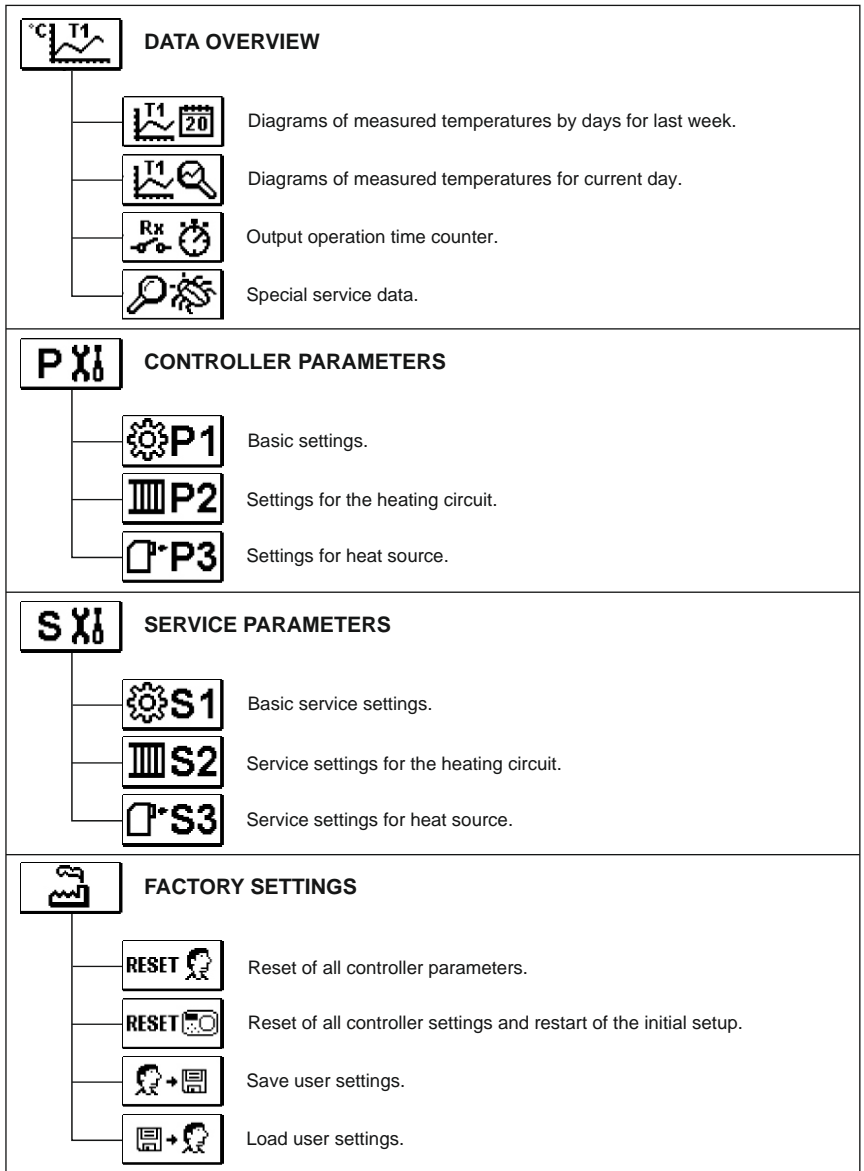 °C T1
DATA OVERVIEW
T1 20
Diagrams of measured temperatures by days for last week.
T1
Diagrams of measured temperatures for current day.
Rx
Output operation time counter.
Special service data.
P
CONTROLLER PARAMETERS
P1
Basic settings.
P2
Settings for the heating circuit.
P3
Settings for heat source.
S
SERVICE PARAMETERS
S1
Basic service settings.
S2
Service settings for the heating circuit.
S3
Service settings for heat source.
FACTORY SETTINGS
RESET
Reset of all controller parameters.
RESET
Reset of all controller settings and restart of the initial setup.
Save user settings.
Load user settings.